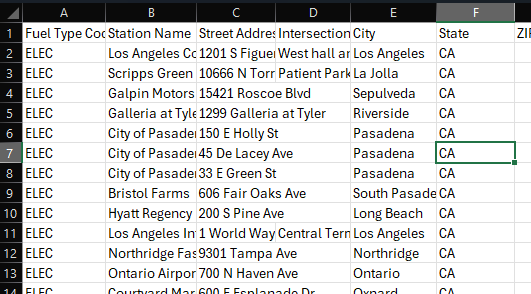 A B C D E F
1 Fuel Type Coc Station Name Street Addres Intersection City State ZI
2 ELEC Los Angeles Co 1201 S Figue West hall ar Los Angeles CA
3 ELEC Scripps Green 10666 N Torr Patient Park La Jolla CA
4 ELEC Galpin Motors 15421 Roscoe Blvd Sepulveda CA
5 ELEC Galleria at Tyle 1299 Galleria at Tyler Riverside CA
6 ELEC City of Pasader 150 E Holly St Pasadena CA
7 ELEC City of Pasader 45 De Lacey Ave Pasadena CA
8 ELEC City of Pasader 33 E Green St Pasadena CA
9 ELEC Bristol Farms 606 Fair Oaks Ave South Pasade CA
10 ELEC Hyatt Regency 200 S Pine Ave Long Beach CA
11 ELEC Los Angeles In 1 World Way Central Tern Los Angeles CA
12 ELEC Northridge Fas 9301 Tampa Ave Northridge CA
13 ELEC Ontario Airpor 700 N Haven Ave Ontario CA
14 ELEC Courtyard Mar 600 E Esplanade Dr Oxnard CA